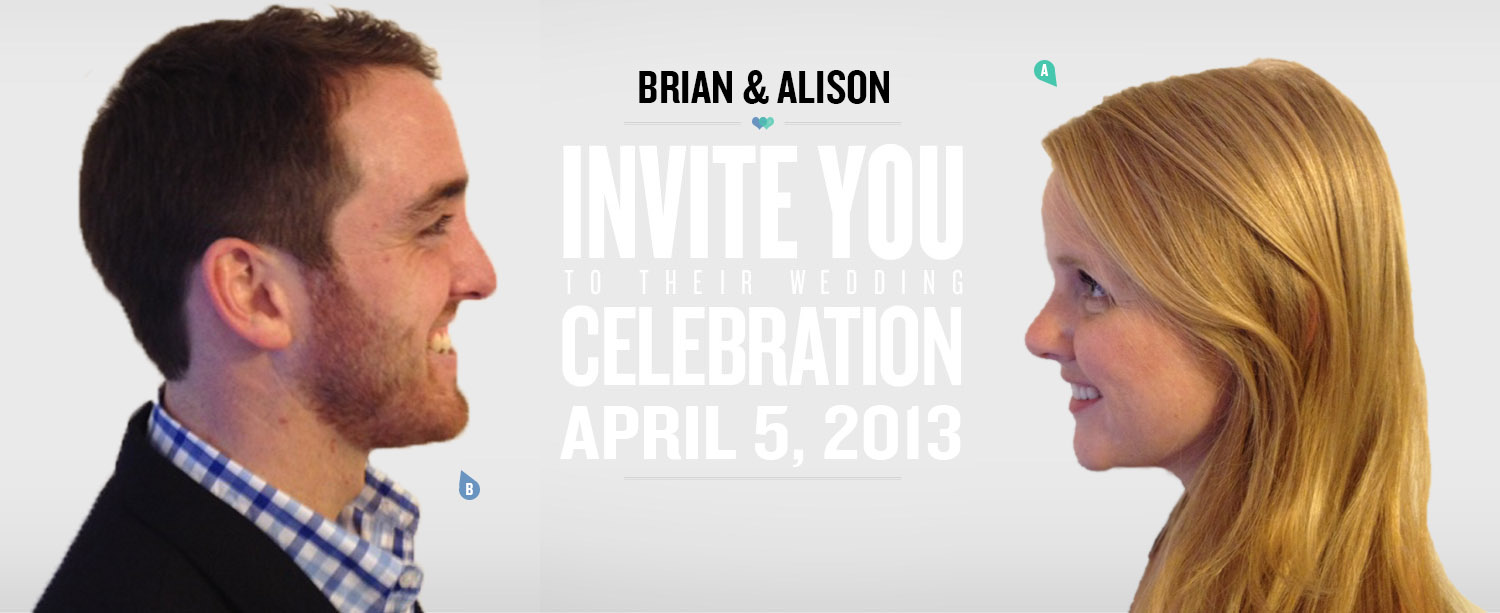 BRIAN & ALISON
A
INVITE YOU
TO THEIR WEDDING
CELEBRATION
APRIL 5, 2013
B